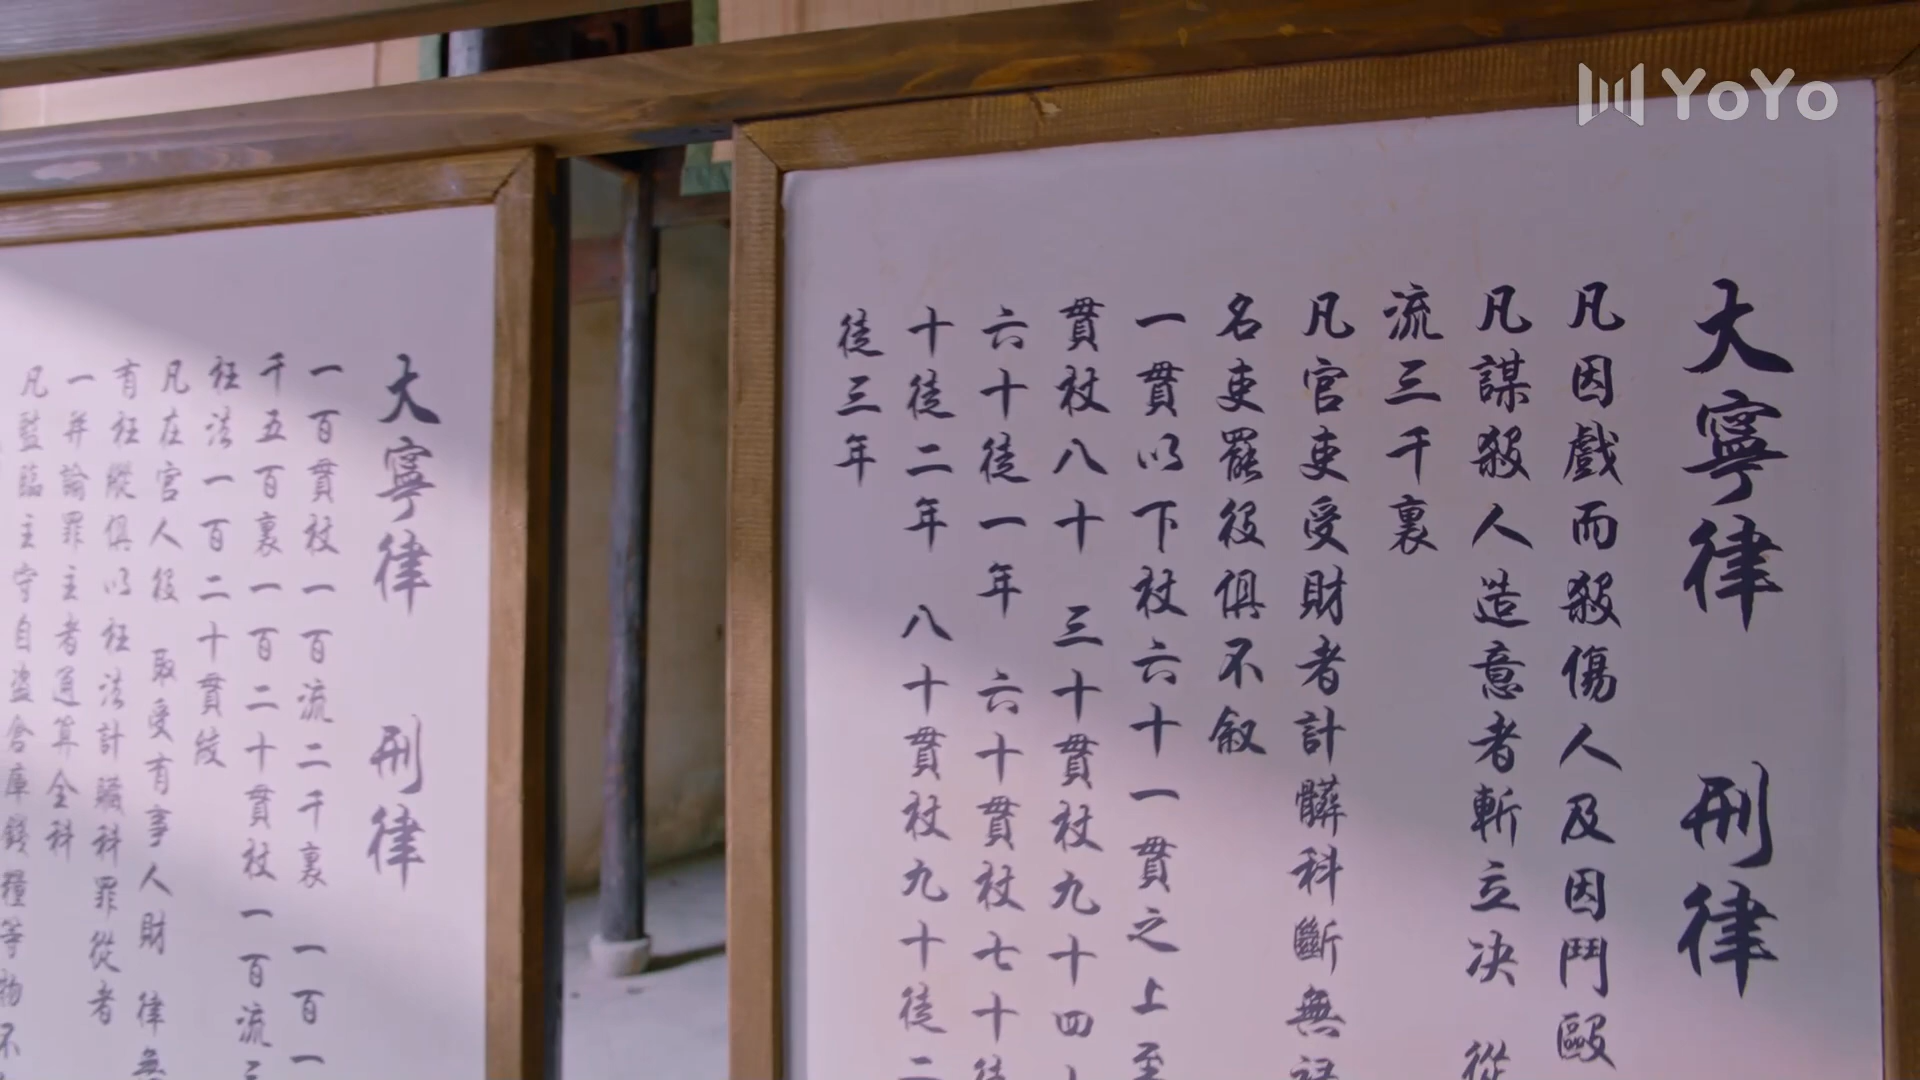 YoYo
大寧律 刑律
凡因戲而殺傷人及因鬥毆
凡謀殺人造意者斬立决 從
流三千裏
凡官吏受財者計髒科斷無
名吏罷役俱不敘
一貫以下杖六十一貫之上至
貫杖八十 三十貫杖九十四
六十徒一年 六十貫杖七十
十徒二年 八十貫杖九十徒二
徒三年
大寧律 刑律
一百貫杖一百流二千裏 一百一
千五百裏一百二十貫杖一百流三
枉法一百二十貫絞
凡在官人役 取受有事人財 律無
有枉縱俱以枉法計贓科罪從者
一并論罪主者通算全科
凡監臨主守自盜倉庫錢糧等物不